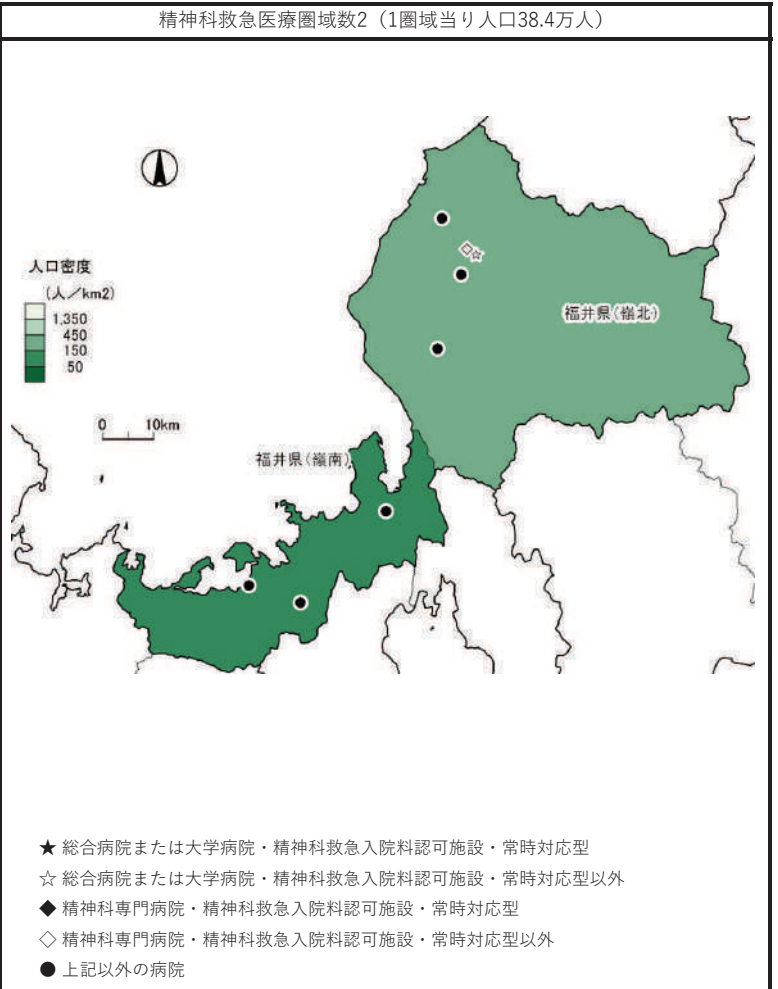 精神科救急医療圏域数2（1圏域当り人口38.4万人）
人口密度
(人／km2)
1,350
450
150
50
0 10km
福井県(嶺北)
福井県(嶺南)
★ 総合病院または大学病院・精神科救急入院料認可施設・常時対応型
☆ 総合病院または大学病院・精神科救急入院料認可施設・常時対応型以外
◆ 精神科専門病院・精神科救急入院料認可施設・常時対応型
◇ 精神科専門病院・精神科救急入院料認可施設・常時対応型以外
● 上記以外の病院